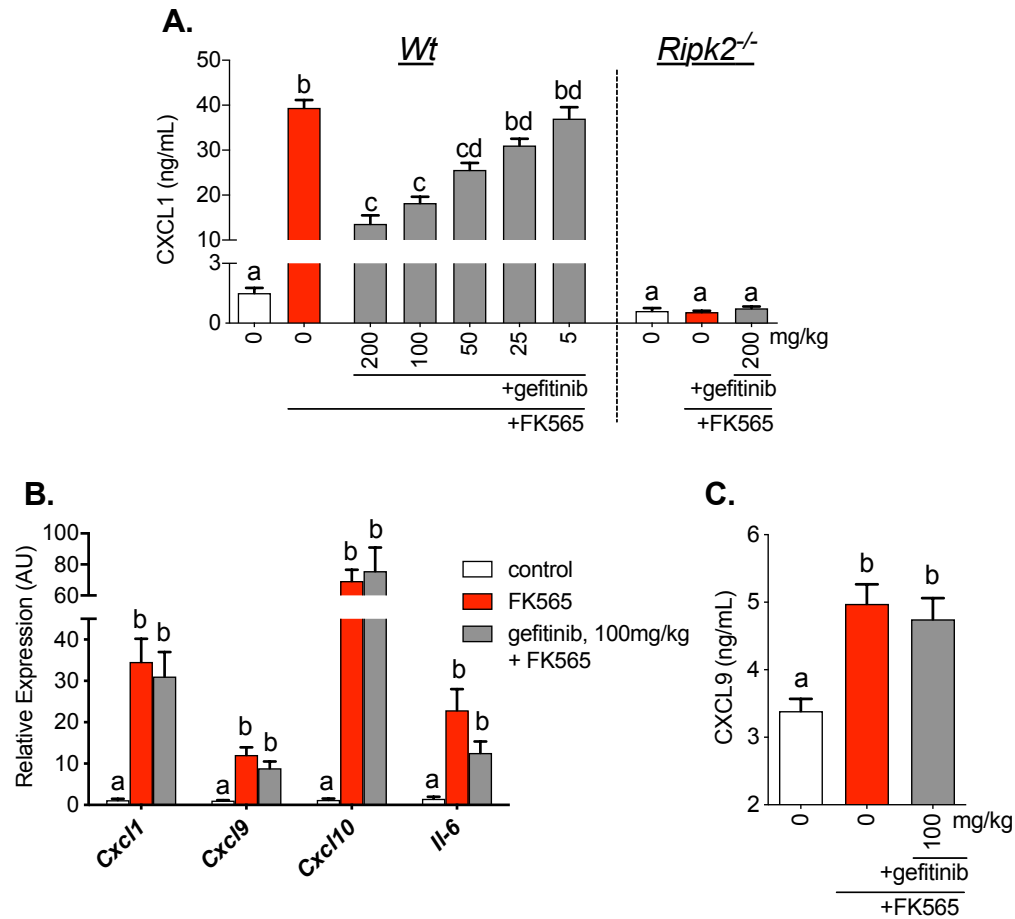 A.
Wt
Ripk2-/-
CXCL1 (ng/mL)
50
40
30
20
10
3
0
b
bd
bd
cd
c
c
a
a
a
a
0
0
200
100
50
25
5
0
0
200
mg/kg
+gefitinib
+gefitinib
+FK565
+FK565
B.
Relative Expression (AU)
100
80
60
40
30
20
10
0
a
b
b
a
b
b
a
b
b
a
b
b
Cxcl1
Cxcl9
Cxcl10
Il-6
control
FK565
gefitinib, 100mg/kg
+ FK565
C.
CXCL9 (ng/mL)
6
5
4
3
2
a
b
b
0
0
100
mg/kg
+gefitinib
+FK565